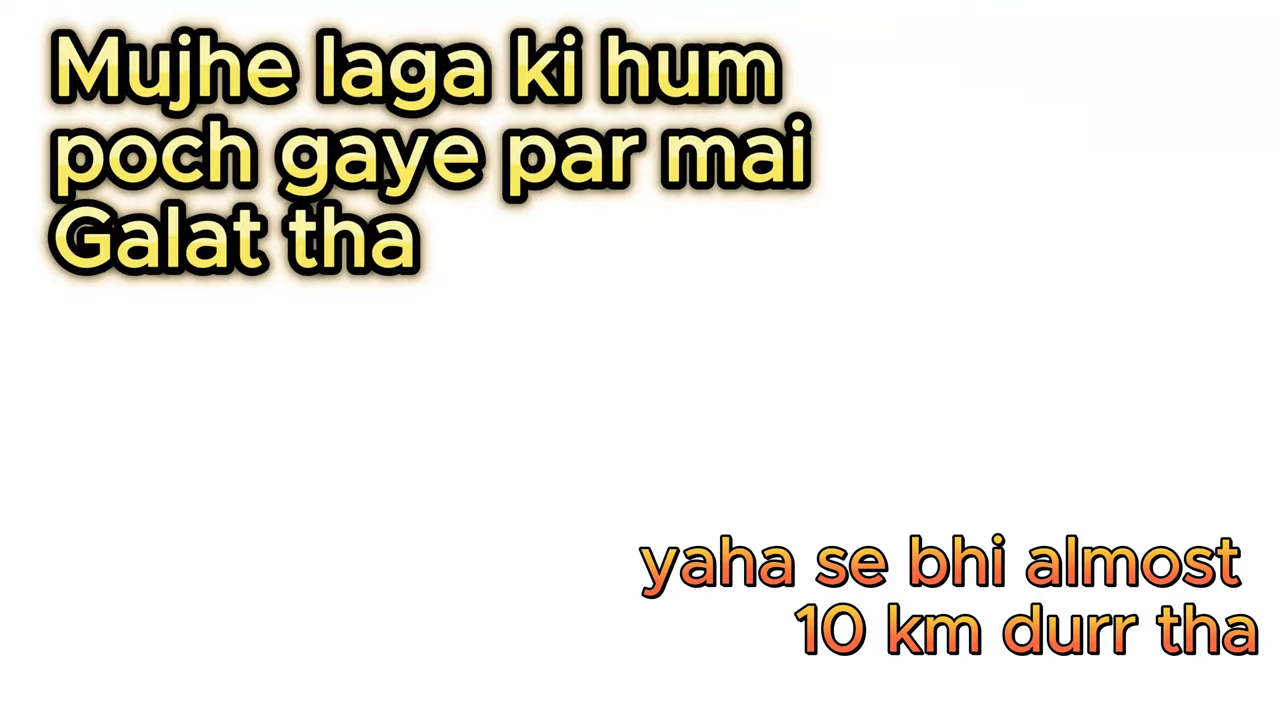 Mujhe laga ki hum
poch gaye par mai
Galat tha
yaha se bhi almost
10 km durr tha